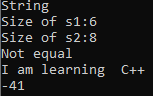 String
Size of s1:6
Size of s2:8
Not equal
I am learning  C++
-41